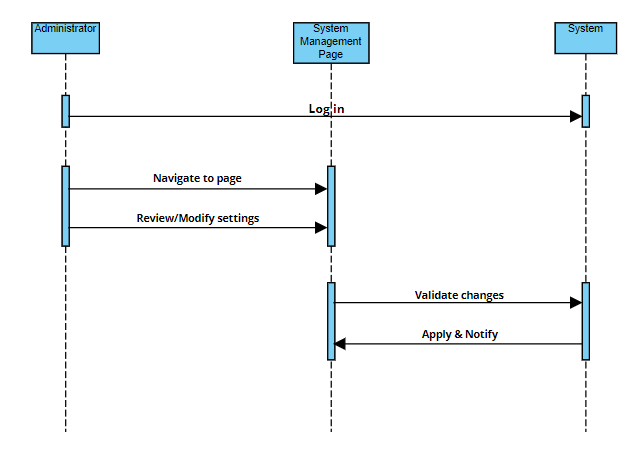 Administrator
System
Management
Page
System
Log in
Navigate to page
Review/Modify settings
Validate changes
Apply & Notify